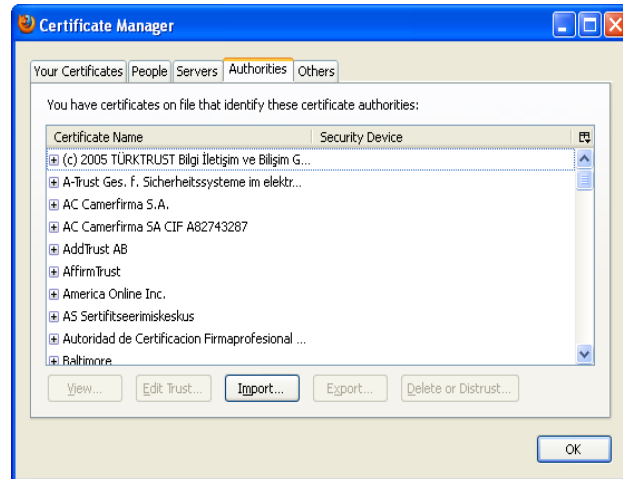 Certificate Manager
Your Certificates People Servers Authorities Others
You have certificates on file that identify these certificate authorities:
Certificate Name Security Device
(c) 2005 TÜRKTRUST Bilgi İletişim ve Bilişim G...
A-Trust Ges. f. Sicherheitssysteme im elektr...
AC Camerfirma S.A.
AC Camerfirma SA CIF A82743287
AddTrust AB
AffirmTrust
America Online Inc.
AS Sertifitseerimiskeskus
Autoridad de Certificacion Firmaprofesional ...
Baltimore
View... Edit Trust... Import... Export... Delete or Distrust...
OK